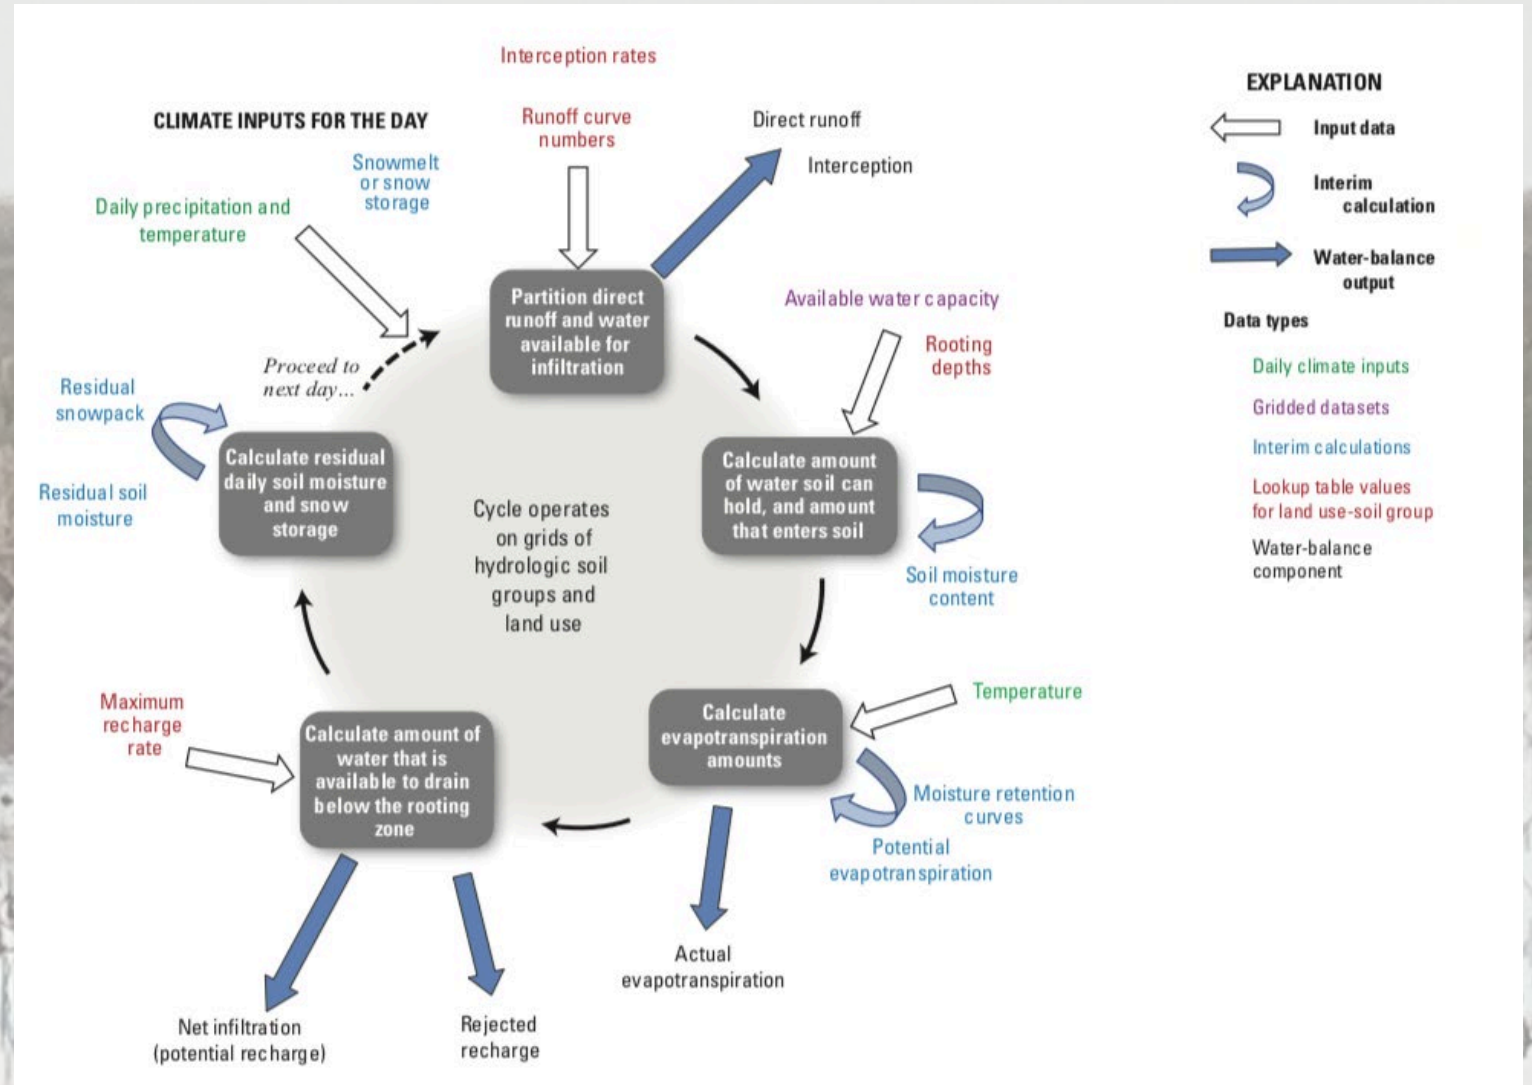 Interception rates
CLIMATE INPUTS FOR THE DAY
Runoff curve
numbers
Direct runoff
Interception
Snowmelt
or snow
storage
Daily precipitation and
temperature
Partition direct
runoff and water
available for
infiltration
Available water capacity
Rooting
depths
Proceed to
next day...
Residual
snowpack
Residual soil
moisture
Calculate residual
daily soil moisture
and snow
storage
Cycle operates
on grids of
hydrologic soil
groups and
land use
Calculate amount
of water soil can
hold, and amount
that enters soil
Soil moisture
content
Maximum
recharge
rate
Calculate amount of
water that is
available to drain
below the rooting
zone
Calculate
evapotranspiration
amounts
Temperature
Moisture retention
curves
Potential
evapotranspiration
Actual
evapotranspiration
Net infiltration
(potential recharge)
Rejected
recharge
EXPLANATION
Input data
Interim
calculation
Water-balance
output
Data types
Daily climate inputs
Gridded datasets
Interim calculations
Lookup table values
for land use-soil group
Water-balance
component